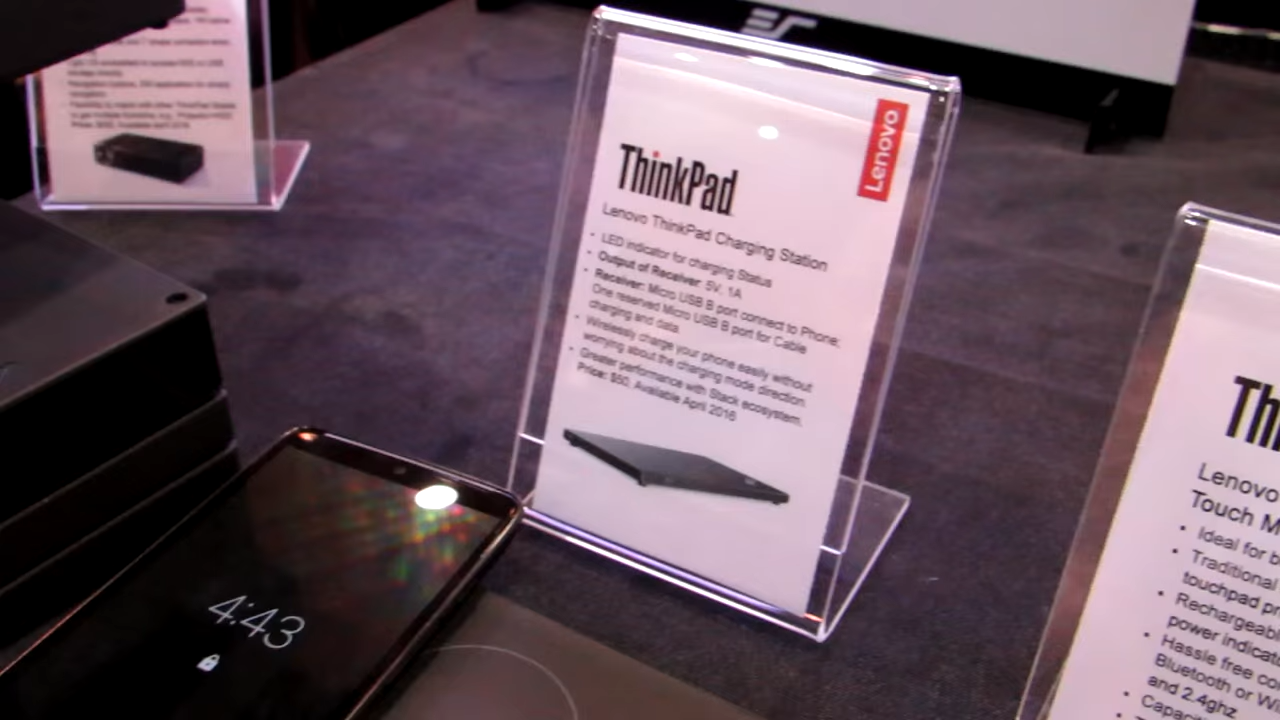 ThinkPad
Lenovo
Lenovo ThinkPad Charging Station
• LED indicator for charging Status
• Output of Receiver: 5V, 1A
• Receiver: Micro USB B port connect to Phone;
One reserved Micro USB B port for Cable
charging and data.
• Wirelessly charge your phone easily without
worrying about the charging mode direction
• Greater performance with Stack ecosystem.
Price: $50, Available April 2016
4:43
Th
Lenovo
Touch M
• Ideal for b
• Traditional
touchpad pr
• Rechargeab
power indicat
• Hassle free co
Bluetooth or Wi
and 2.4ghz
• Capac